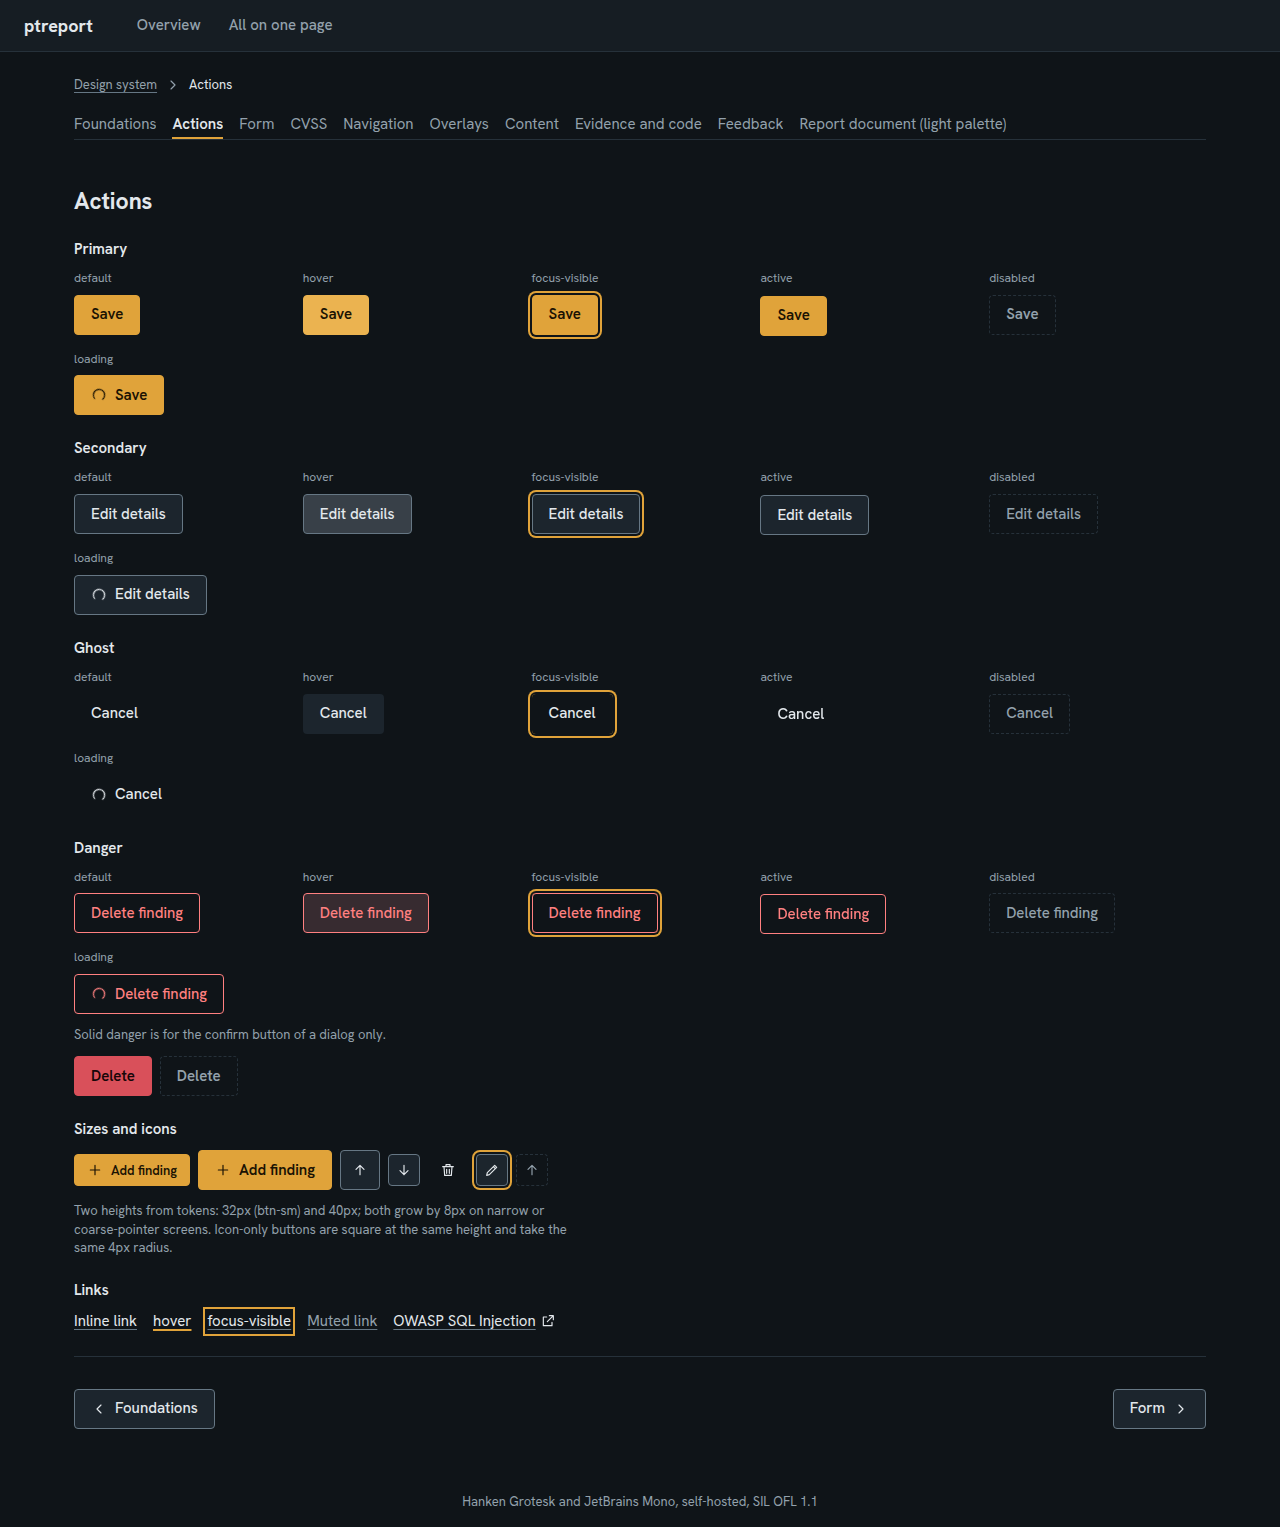 ptreport Overview All on one page
Design system Actions
Foundations Actions Form CVSS Navigation Overlays Content Evidence and code Feedback Report document (light palette)
Actions
Primary
default hover focus-visible active disabled
Save Save Save Save Save
loading
Save
Secondary
default hover focus-visible active disabled
Edit details Edit details Edit details Edit details Edit details
loading
Edit details
Ghost
default hover focus-visible active disabled
Cancel Cancel Cancel Cancel Cancel
loading
Cancel
Danger
default hover focus-visible active disabled
Delete finding Delete finding Delete finding Delete finding Delete finding
loading
Delete finding
Solid danger is for the confirm button of a dialog only.
Delete Delete
Sizes and icons
Add finding Add finding
Two heights from tokens: 32px (btn-sm) and 40px; both grow by 8px on narrow or
coarse-pointer screens. Icon-only buttons are square at the same height and take the
same 4px radius.
Links
Inline link hover focus-visible Muted link OWASP SQL Injection
Foundations Form
Hanken Grotesk and JetBrains Mono, self-hosted, SIL OFL 1.1